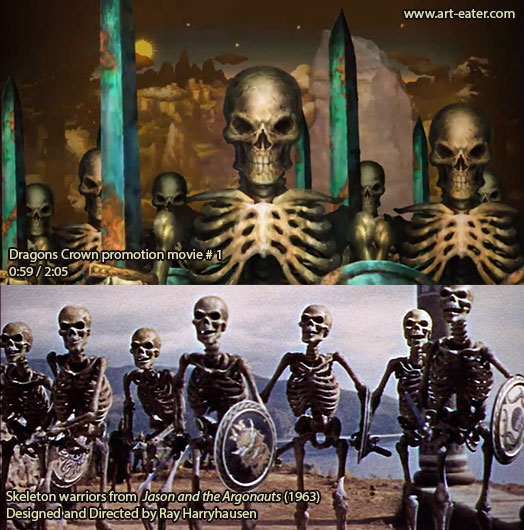 www.art-eater.com
Dragons Crown promotion movie # 1
0:59 / 2:05
Skeleton warriors from Jason and the Argonauts (1963)
Designed and Directed by Ray Harryhausen